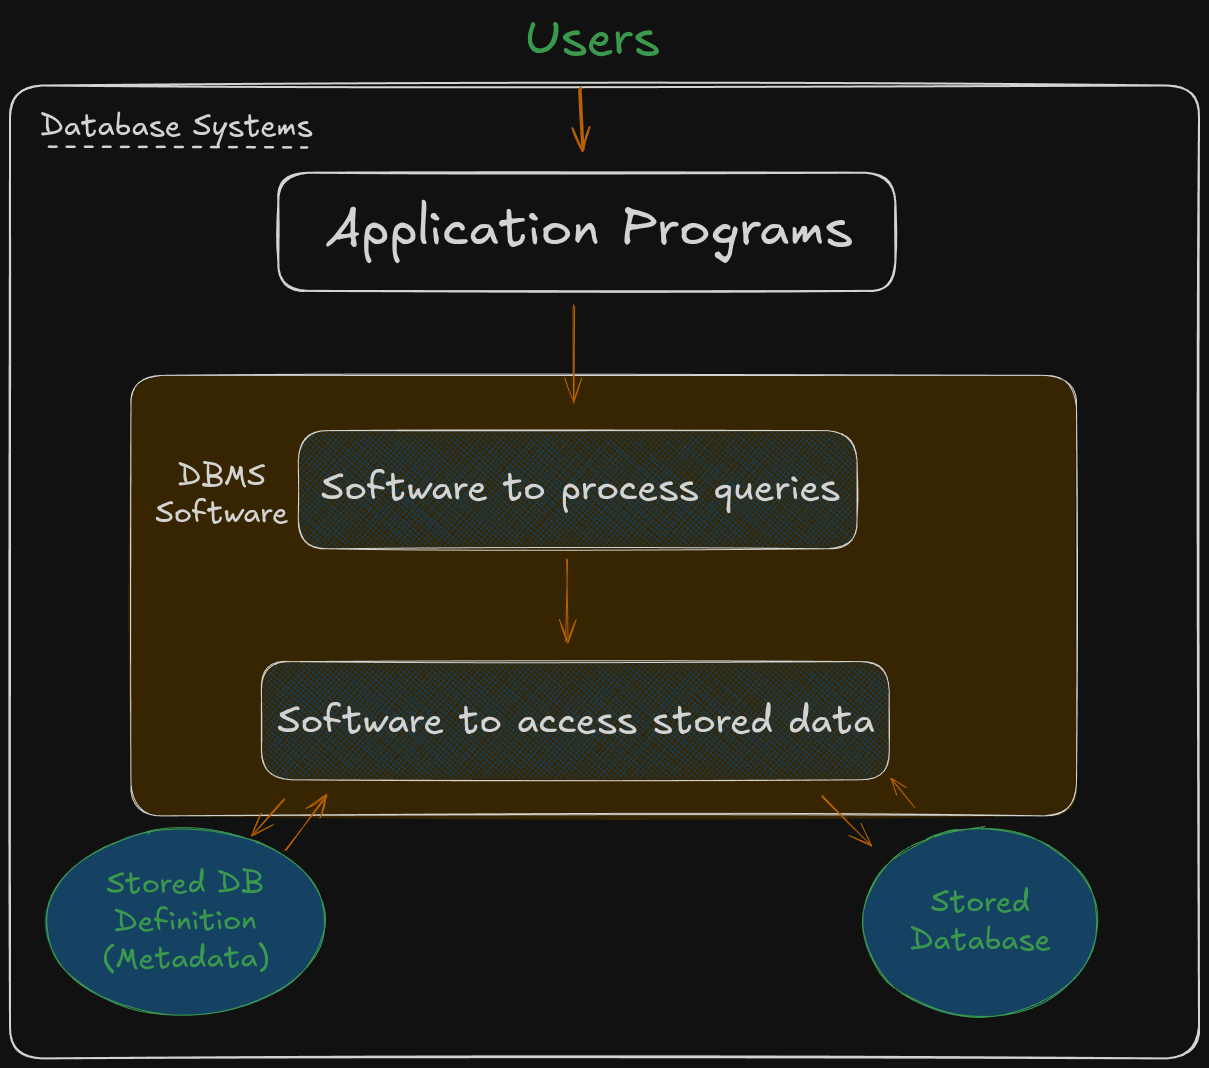 Users
Database Systems
Application Programs
DBMS
Software
Software to process queries
Software to access stored data
Stored DB
Definition
(Metadata)
Stored
Database